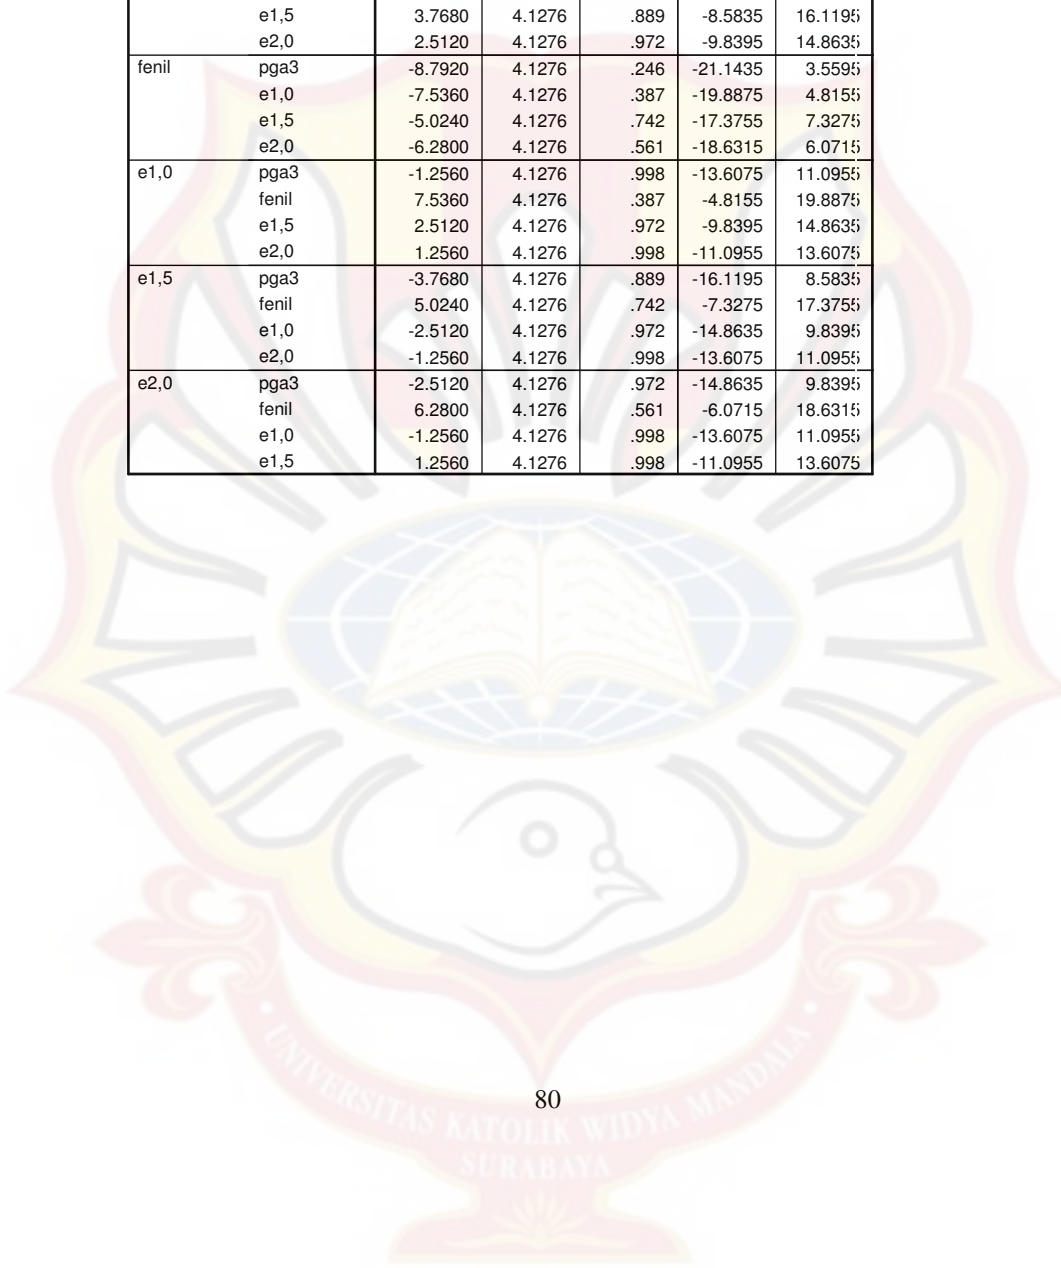 e1,5 3.7680 4.1276 .889 -8.5835 16.1195
e2,0 2.5120 4.1276 .972 -9.8395 14.8635
fenil pga3 -8.7920 4.1276 .246 -21.1435 3.5595
e1,0 -7.5360 4.1276 .387 -19.8875 4.8155
e1,5 -5.0240 4.1276 .742 -17.3755 7.3275
e2,0 -6.2800 4.1276 .561 -18.6315 6.0715
e1,0 pga3 -1.2560 4.1276 .998 -13.6075 11.0955
fenil 7.5360 4.1276 .387 -4.8155 19.8875
e1,5 2.5120 4.1276 .972 -9.8395 14.8635
e2,0 1.2560 4.1276 .998 -11.0955 13.6075
e1,5 pga3 -3.7680 4.1276 .889 -16.1195 8.5835
fenil 5.0240 4.1276 .742 -7.3275 17.3755
e1,0 -2.5120 4.1276 .972 -14.8635 9.8395
e2,0 -1.2560 4.1276 .998 -13.6075 11.0955
e2,0 pga3 -2.5120 4.1276 .972 -14.8635 9.8395
fenil 6.2800 4.1276 .561 -6.0715 18.6315
e1,0 -1.2560 4.1276 .998 -13.6075 11.0955
e1,5 1.2560 4.1276 .998 -11.0955 13.6075
80
UNIVERSITAS KATOLIK WIDYA MANDALA
SURABAYA